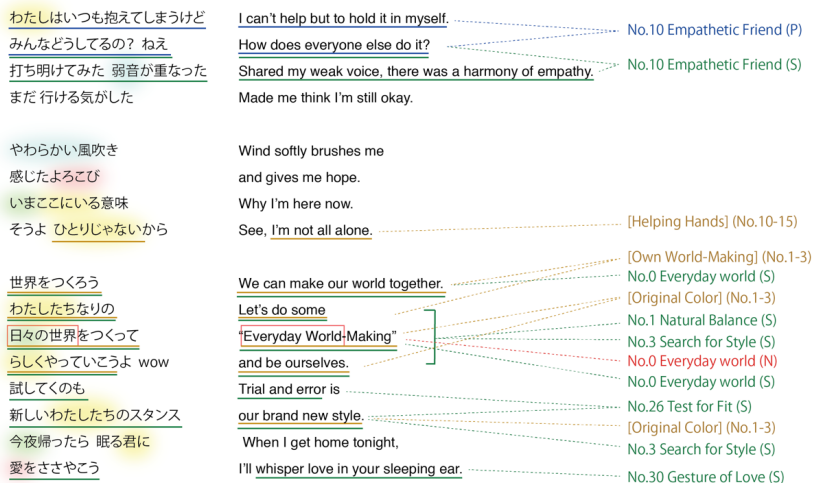 わたしはいつも抱えてしまうけど
みんなどうしてるの？ ねえ
打ち明けてみた 弱音が重なった
まだ 行ける気がした
やわらかい風吹き
感じたよろこび
いまここにいる意味
そうよ ひとりじゃないから
世界をつくろう
わたしたちなりの
日々の世界をつくって
らしくやっていこうよ wow
試してくのも
新しいわたしたちのスタンス
今夜帰ったら 眠る君に
愛をささやこう
I can't help but to hold it in myself.
How does everyone else do it?
Shared my weak voice, there was a harmony of empathy.
Made me think I'm still okay.
Wind softly brushes me
and gives me hope.
Why I'm here now.
See, I'm not all alone.
We can make our world together.
Let's do some
“Everyday World-Making”
and be ourselves.
Trial and error is
our brand new style.
When I get home tonight,
I'll whisper love in your sleeping ear.
No.10 Empathetic Friend (P)
No.10 Empathetic Friend (S)
[Helping Hands] (No.10-15)
[Own World-Making] (No.1-3)
No.0 Everyday world (S)
[Original Color] (No.1-3)
No.1 Natural Balance (S)
No.3 Search for Style (S)
No.0 Everyday world (N)
No.0 Everyday world (S)
No.26 Test for Fit (S)
[Original Color] (No.1-3)
No.3 Search for Style (S)
No.30 Gesture of Love (S)